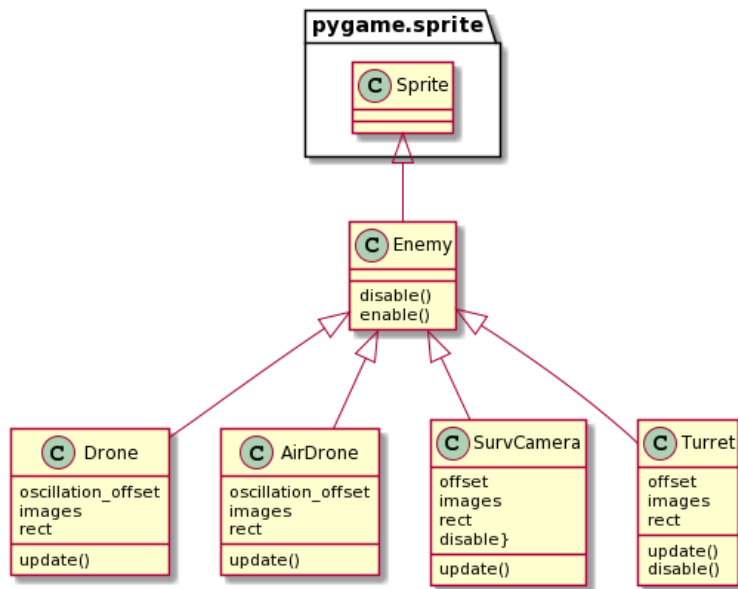 pygame.sprite
C Sprite
C Enemy
disable()
enable()
C Drone
oscillation_offset
images
rect
update()
C AirDrone
oscillation_offset
images
rect
update()
C SurvCamera
offset
images
rect
disable}
update()
C Turret
offset
images
rect
update()
disable()